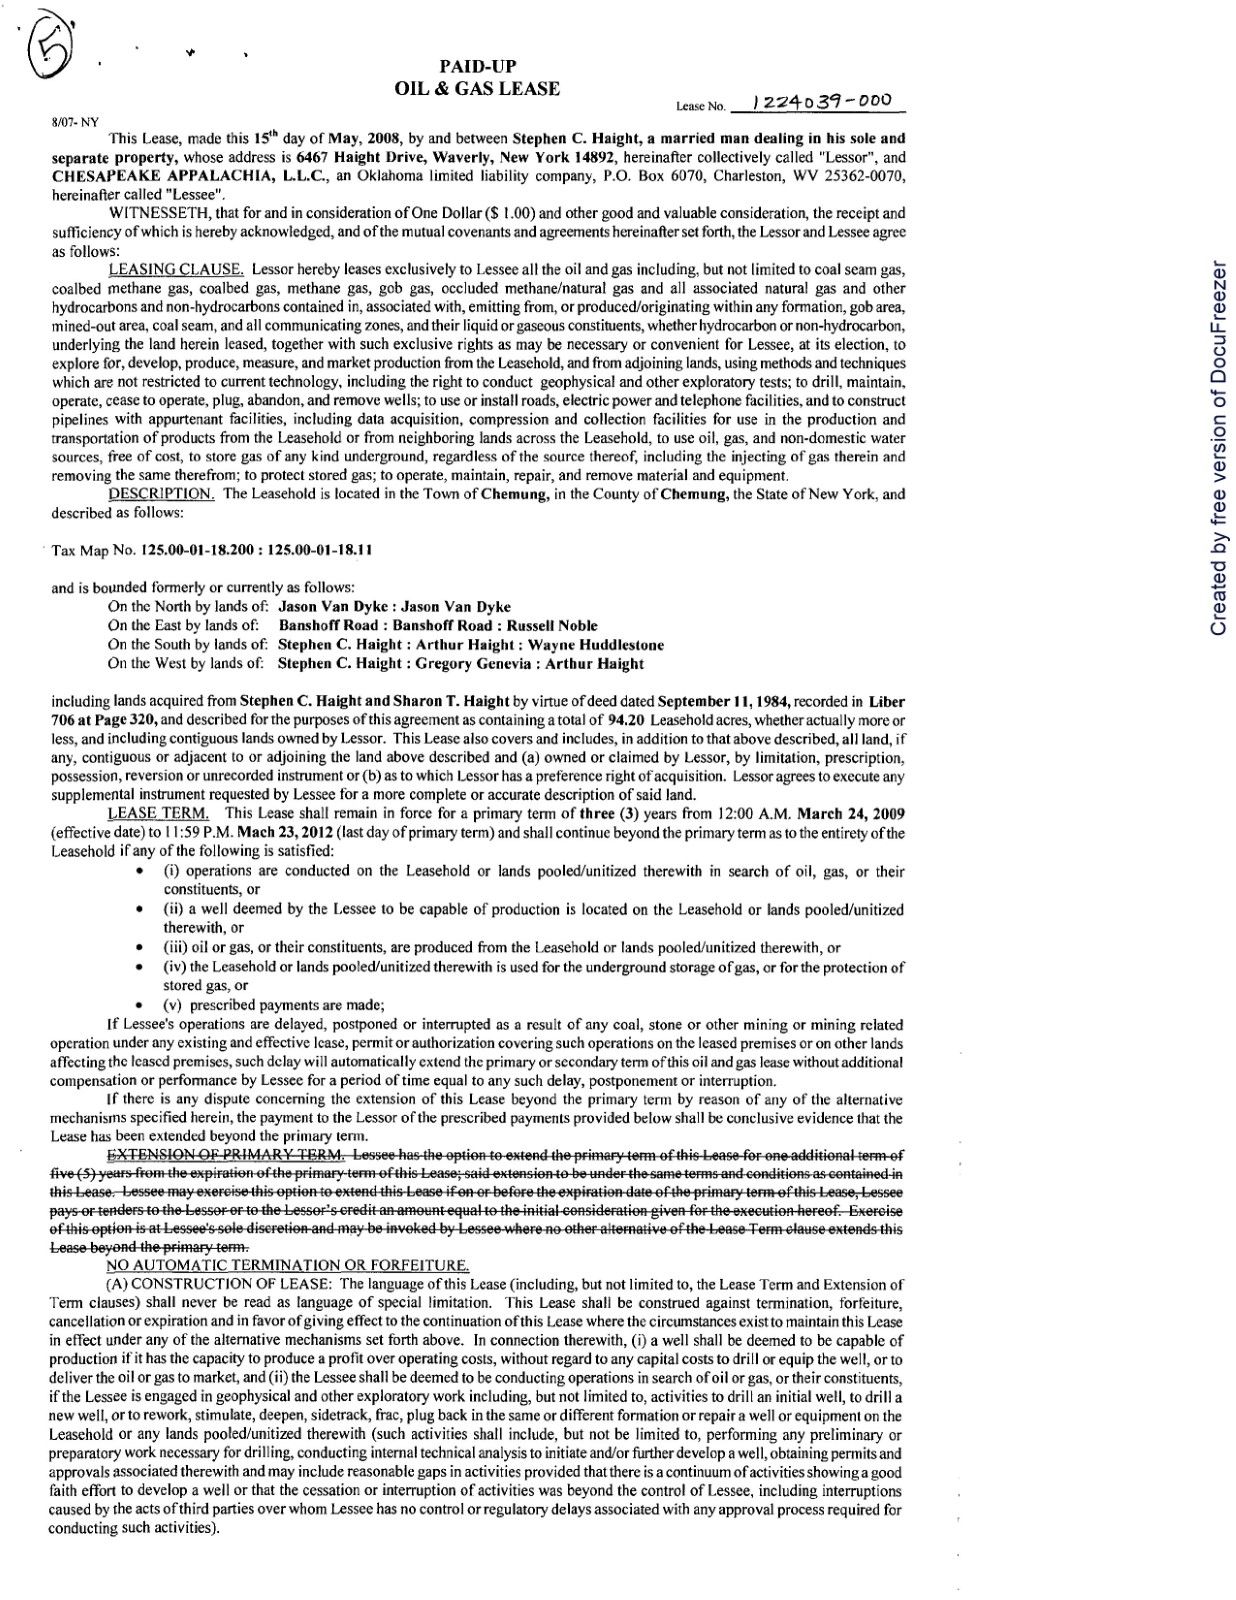 5
PAID-UP
OIL & GAS LEASE
Lease No. 1224039-000
8/07- NY
This Lease, made this 15th day of May, 2008, by and between Stephen C. Haight, a married man dealing in his sole and
separate property, whose address is 6467 Haight Drive, Waverly, New York 14892, hereinafter collectively called "Lessor", and
CHESAPEAKE APPALACHIA, L.L.C., an Oklahoma limited liability company, P.O. Box 6070, Charleston, WV 25362-0070,
hereinafter called "Lessee".
WITNESSETH, that for and in consideration of One Dollar ($ 1.00) and other good and valuable consideration, the receipt and
sufficiency of which is hereby acknowledged, and of the mutual covenants and agreements hereinafter set forth, the Lessor and Lessee agree
as follows:
LEASING CLAUSE. Lessor hereby leases exclusively to Lessee all the oil and gas including, but not limited to coal seam gas,
coalbed methane gas, coalbed gas, methane gas, gob gas, occluded methane/natural gas and all associated natural gas and other
hydrocarbons and non-hydrocarbons contained in, associated with, emitting from, or produced/originating within any formation, gob area,
mined-out area, coal seam, and all communicating zones, and their liquid or gaseous constituents, whether hydrocarbon or non-hydrocarbon,
underlying the land herein leased, together with such exclusive rights as may be necessary or convenient for Lessee, at its election, to
explore for, develop, produce, measure, and market production from the Leasehold, and from adjoining lands, using methods and techniques
which are not restricted to current technology, including the right to conduct geophysical and other exploratory tests; to drill, maintain,
operate, cease to operate, plug, abandon, and remove wells; to use or install roads, electric power and telephone facilities, and to construct
pipelines with appurtenant facilities, including data acquisition, compression and collection facilities for use in the production and
transportation of products from the Leasehold or from neighboring lands across the Leasehold, to use oil, gas, and non-domestic water
sources, free of cost, to store gas of any kind underground, regardless of the source thereof, including the injecting of gas therein and
removing the same therefrom; to protect stored gas; to operate, maintain, repair, and remove material and equipment.
DESCRIPTION. The Leasehold is located in the Town of Chemung, in the County of Chemung, the State of New York, and
described as follows:
Tax Map No. 125.00-01-18.200 : 125.00-01-18.11
and is bounded formerly or currently as follows:
On the North by lands of: Jason Van Dyke : Jason Van Dyke
On the East by lands of: Banshoff Road : Banshoff Road : Russell Noble
On the South by lands of: Stephen C. Haight : Arthur Haight : Wayne Huddlestone
On the West by lands of: Stephen C. Haight : Gregory Genevia : Arthur Haight
including lands acquired from Stephen C. Haight and Sharon T. Haight by virtue of deed dated September 11, 1984, recorded in Liber
706 at Page 320, and described for the purposes of this agreement as containing a total of 94.20 Leasehold acres, whether actually more or
less, and including contiguous lands owned by Lessor. This Lease also covers and includes, in addition to that above described, all land, if
any, contiguous or adjacent to or adjoining the land above described and (a) owned or claimed by Lessor, by limitation, prescription,
possession, reversion or unrecorded instrument or (b) as to which Lessor has a preference right of acquisition. Lessor agrees to execute any
supplemental instrument requested by Lessee for a more complete or accurate description of said land.
LEASE TERM. This Lease shall remain in force for a primary term of three (3) years from 12:00 A.M. March 24, 2009
(effective date) to 11:59 P.M. Mach 23, 2012 (last day of primary term) and shall continue beyond the primary term as to the entirety of the
Leasehold if any of the following is satisfied:
• (i) operations are conducted on the Leasehold or lands pooled/unitized therewith in search of oil, gas, or their
constituents, or
• (ii) a well deemed by the Lessee to be capable of production is located on the Leasehold or lands pooled/unitized
therewith, or
• (iii) oil or gas, or their constituents, are produced from the Leasehold or lands pooled/unitized therewith, or
• (iv) the Leasehold or lands pooled/unitized therewith is used for the underground storage of gas, or for the protection of
stored gas, or
• (v) prescribed payments are made;
If Lessee's operations are delayed, postponed or interrupted as a result of any coal, stone or other mining or mining related
operation under any existing and effective lease, permit or authorization covering such operations on the leased premises or on other lands
affecting the leased premises, such delay will automatically extend the primary or secondary term of this oil and gas lease without additional
compensation or performance by Lessee for a period of time equal to any such delay, postponement or interruption.
If there is any dispute concerning the extension of this Lease beyond the primary term by reason of any of the alternative
mechanisms specified herein, the payment to the Lessor of the prescribed payments provided below shall be conclusive evidence that the
Lease has been extended beyond the primary term.
EXTENSION OF PRIMARY TERM. Lessee has the option to extend the primary term of this Lease for one additional term of
five (5) years from the expiration of the primary term of this Lease; said extension to be under the same terms and conditions as contained in
this Lease. Lessee may exercise this option to extend this Lease if on or before the expiration date of the primary term of this Lease, Lessee
pays or tenders to the Lessor or to the Lessor's credit an amount equal to the initial consideration given for the execution hereof. Exercise
of this option is at Lessee's sole discretion and may be invoked by Lessee where no other alternative of the Lease Term clause extends this
Lease beyond the primary term.
NO AUTOMATIC TERMINATION OR FORFEITURE.
(A) CONSTRUCTION OF LEASE: The language of this Lease (including, but not limited to, the Lease Term and Extension of
Term clauses) shall never be read as language of special limitation. This Lease shall be construed against termination, forfeiture,
cancellation or expiration and in favor of giving effect to the continuation of this Lease where the circumstances exist to maintain this Lease
in effect under any of the alternative mechanisms set forth above. In connection therewith, (i) a well shall be deemed to be capable of
production if it has the capacity to produce a profit over operating costs, without regard to any capital costs to drill or equip the well, or to
deliver the oil or gas to market, and (ii) the Lessee shall be deemed to be conducting operations in search of oil or gas, or their constituents,
if the Lessee is engaged in geophysical and other exploratory work including, but not limited to, activities to drill an initial well, to drill a
new well, or to rework, stimulate, deepen, sidetrack, frac, plug back in the same or different formation or repair a well or equipment on the
Leasehold or any lands pooled/unitized therewith (such activities shall include, but not be limited to, performing any preliminary or
preparatory work necessary for drilling, conducting internal technical analysis to initiate and/or further develop a well, obtaining permits and
approvals associated therewith and may include reasonable gaps in activities provided that there is a continuum of activities showing a good
faith effort to develop a well or that the cessation or interruption of activities was beyond the control of Lessee, including interruptions
caused by the acts of third parties over whom Lessee has no control or regulatory delays associated with any approval process required for
conducting such activities).
Created by free version of DocuFreezer